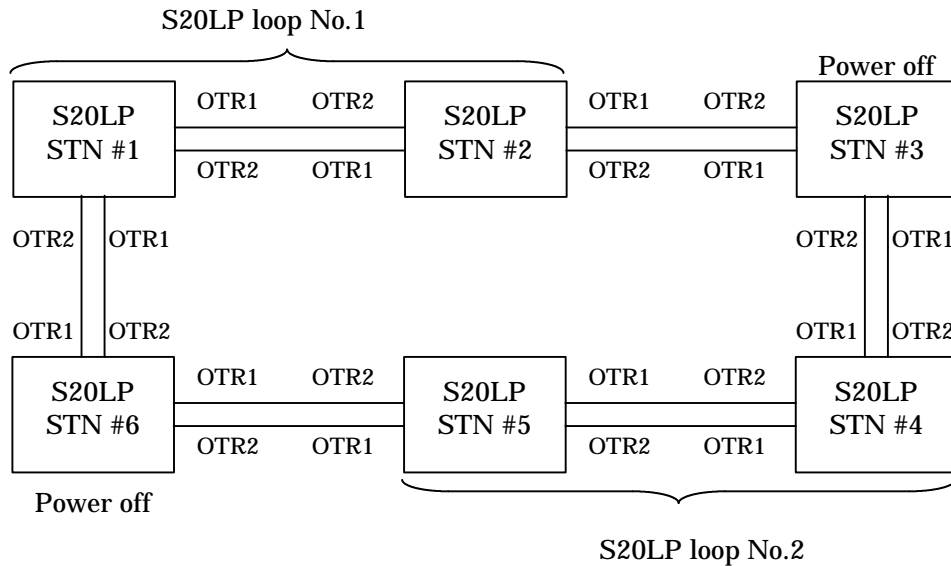 S20LP loop No.1
Power off
S20LP
STN #1
OTR1
OTR2
OTR2
OTR1
S20LP
STN #2
OTR1
OTR2
OTR2
OTR1
S20LP
STN #3
OTR2
OTR1
OTR2
OTR1
OTR1
OTR2
OTR1
OTR2
S20LP
STN #6
OTR1
OTR2
OTR2
OTR1
S20LP
STN #5
OTR1
OTR2
OTR2
OTR1
S20LP
STN #4
Power off
S20LP loop No.2